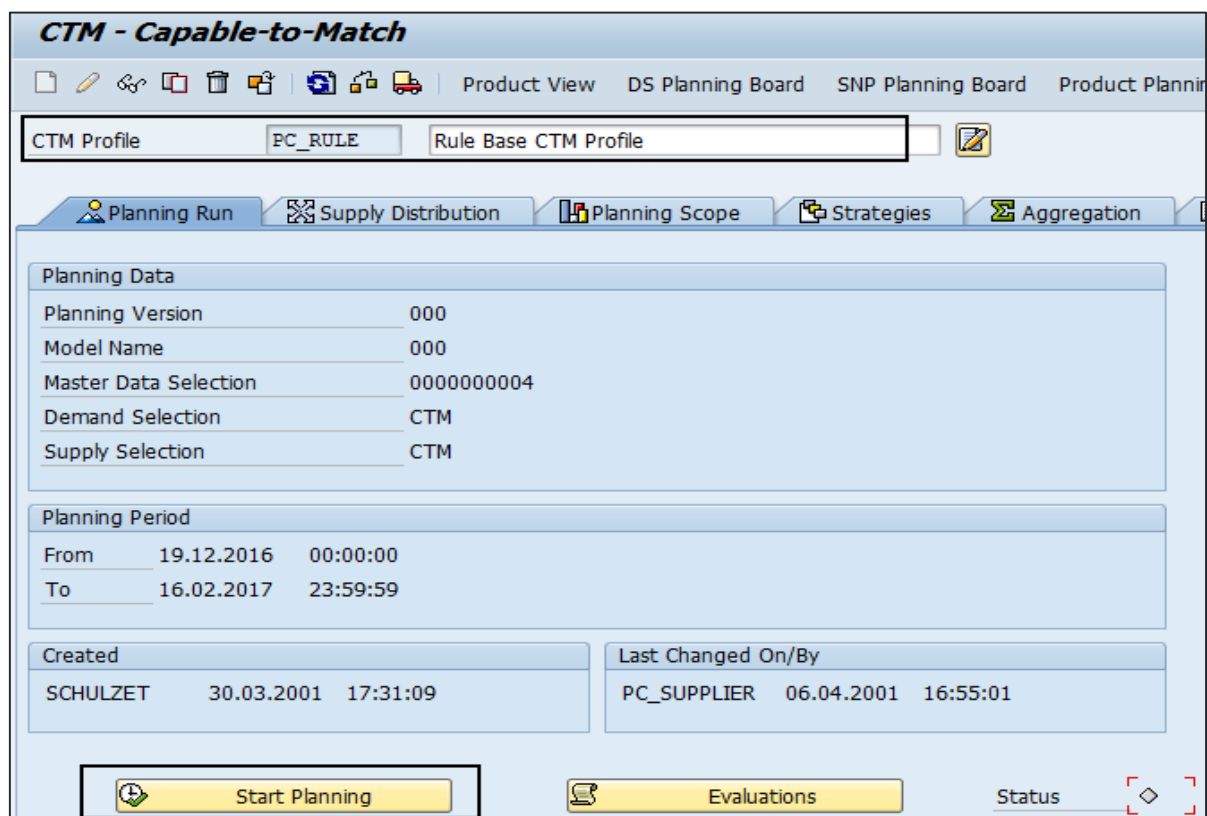 CTM - Capable-to-Match
Product View DS Planning Board SNP Planning Board Product Plannin
CTM Profile PC_RULE Rule Base CTM Profile
Planning Run Supply Distribution Planning Scope Strategies Aggregation
Planning Data
Planning Version 000
Model Name 000
Master Data Selection 0000000004
Demand Selection CTM
Supply Selection CTM
Planning Period
From 19.12.2016 00:00:00
To 16.02.2017 23:59:59
Created Last Changed On/By
SCHULZET 30.03.2001 17:31:09 PC_SUPPLIER 06.04.2001 16:55:01
Start Planning Evaluations Status